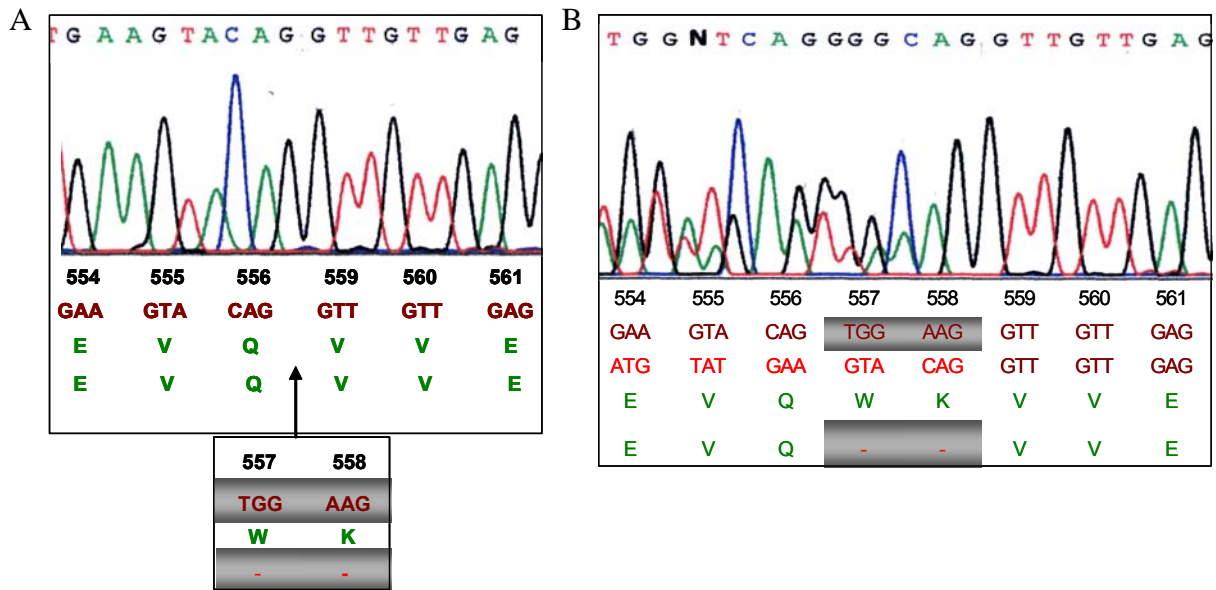 A
TGAAGTACAGGTTGTTGAG
554 555 556 559 560 561
GAA GTA CAG GTT GTT GAG
E V Q V V E
E V Q V V E
557 558
TGG AAG
W K
- -
B
TGGNTCAGGGGCAGGTTGTTGAG
554 555 556 557 558 559 560 561
GAA GTA CAG TGG AAG GTT GTT GAG
ATG TAT GAA GTA CAG GTT GTT GAG
E V Q W K V V E
E V Q - - V V E